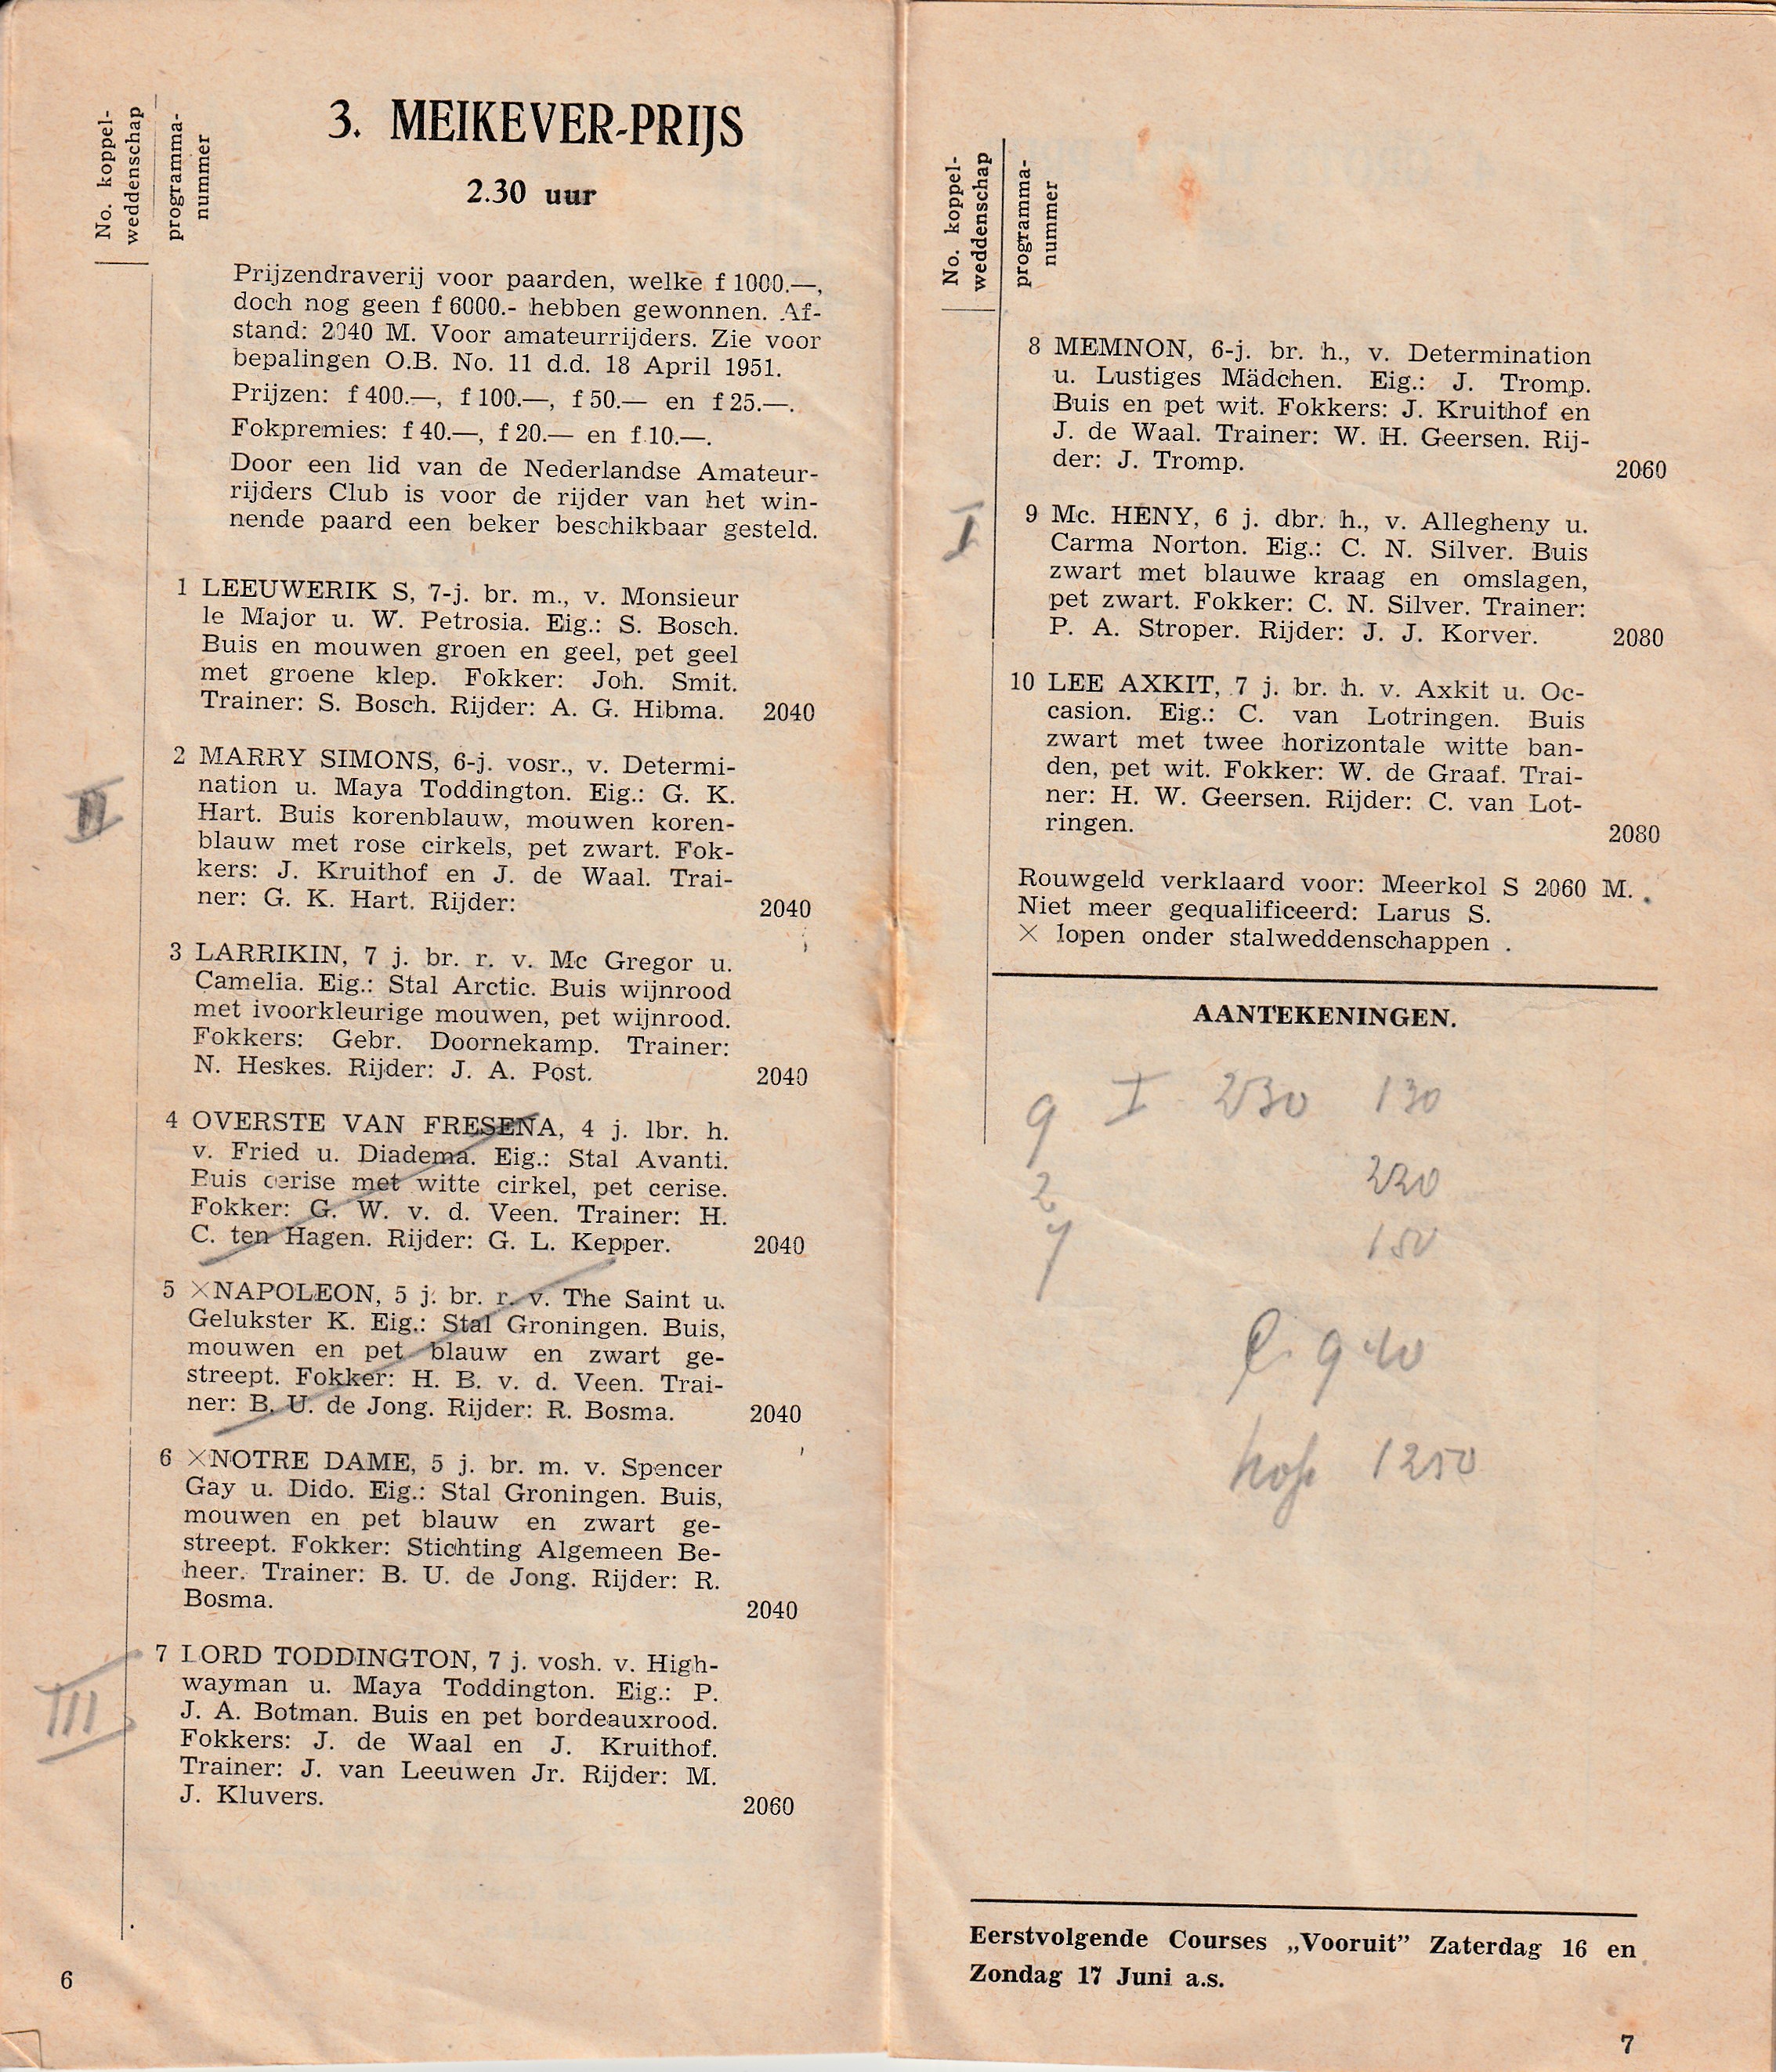 No. koppel-
weddenschap
programma-
nummer
3. MEIKEVER-PRIJS
2.30 uur
Prijzendraverij voor paarden, welke f 1000.—,
doch nog geen f 6000.- hebben gewonnen. Af-
stand: 2040 M. Voor amateurrijders. Zie voor
bepalingen O.B. No. 11 d.d. 18 April 1951.
Prijzen: f 400.—, f 100.—, f 50.— en f 25.—.
Fokpremies: f 40.—, f 20.— en f 10.—.
Door een lid van de Nederlandse Amateur-
rijders Club is voor de rijder van het win-
nende paard een beker beschikbaar gesteld.
1 LEEUWERIK S, 7-j. br. m., v. Monsieur
le Major u. W. Petrosia. Eig.: S. Bosch.
Buis en mouwen groen en geel, pet geel
met groene klep. Fokker: Joh. Smit.
Trainer: S. Bosch. Rijder: A. G. Hibma. 2040
2 MARRY SIMONS, 6-j. vosr., v. Determi-
nation u. Maya Toddington. Eig.: G. K.
II Hart. Buis korenblauw, mouwen koren-
blauw met rose cirkels, pet zwart. Fok-
kers: J. Kruithof en J. de Waal. Trai-
ner: G. K. Hart. Rijder: 2040
3 LARRIKIN, 7 j. br. r. v. Mc Gregor u.
Camelia. Eig.: Stal Arctic. Buis wijnrood
met ivoorkleurige mouwen, pet wijnrood.
Fokkers: Gebr. Doornekamp. Trainer:
N. Heskes. Rijder: J. A. Post. 2040
4 OVERSTE VAN FRESENA, 4 j. lbr. h.
v. Fried u. Diadema. Eig.: Stal Avanti.
Buis cerise met witte cirkel, pet cerise.
Fokker: G. W. v. d. Veen. Trainer: H.
C. ten Hagen. Rijder: G. L. Kepper. 2040
5 ×NAPOLEON, 5 j. br. r. v. The Saint u.
Gelukster K. Eig.: Stal Groningen. Buis,
mouwen en pet blauw en zwart ge-
streept. Fokker: H. B. v. d. Veen. Trai-
ner: B. U. de Jong. Rijder: R. Bosma. 2040
6 ×NOTRE DAME, 5 j. br. m. v. Spencer
Gay u. Dido. Eig.: Stal Groningen. Buis,
mouwen en pet blauw en zwart ge-
streept. Fokker: Stichting Algemeen Be-
heer. Trainer: B. U. de Jong. Rijder: R.
Bosma. 2040
7 LORD TODDINGTON, 7 j. vosh. v. High-
wayman u. Maya Toddington. Eig.: P.
III J. A. Botman. Buis en pet bordeauxrood.
Fokkers: J. de Waal en J. Kruithof.
Trainer: J. van Leeuwen Jr. Rijder: M.
J. Kluvers. 2060
6
No. koppel-
weddenschap
programma-
nummer
8 MEMNON, 6-j. br. h., v. Determination
u. Lustiges Mädchen. Eig.: J. Tromp.
Buis en pet wit. Fokkers: J. Kruithof en
J. de Waal. Trainer: W. H. Geersen. Rij-
der: J. Tromp. 2060
I 9 Mc. HENY, 6 j. dbr. h., v. Allegheny u.
Carma Norton. Eig.: C. N. Silver. Buis
zwart met blauwe kraag en omslagen,
pet zwart. Fokker: C. N. Silver. Trainer:
P. A. Stroper. Rijder: J. J. Korver. 2080
10 LEE AXKIT, 7 j. br. h. v. Axkit u. Oc-
casion. Eig.: C. van Lotringen. Buis
zwart met twee horizontale witte ban-
den, pet wit. Fokker: W. de Graaf. Trai-
ner: H. W. Geersen. Rijder: C. van Lot-
ringen. 2080
Rouwgeld verklaard voor: Meerkol S 2060 M.
Niet meer gequalificeerd: Larus S.
× lopen onder stalweddenschappen .
AANTEKENINGEN.
9 I 230 130
2 220
7 150
940
1250
Eerstvolgende Courses „Vooruit” Zaterdag 16 en
Zondag 17 Juni a.s.
7